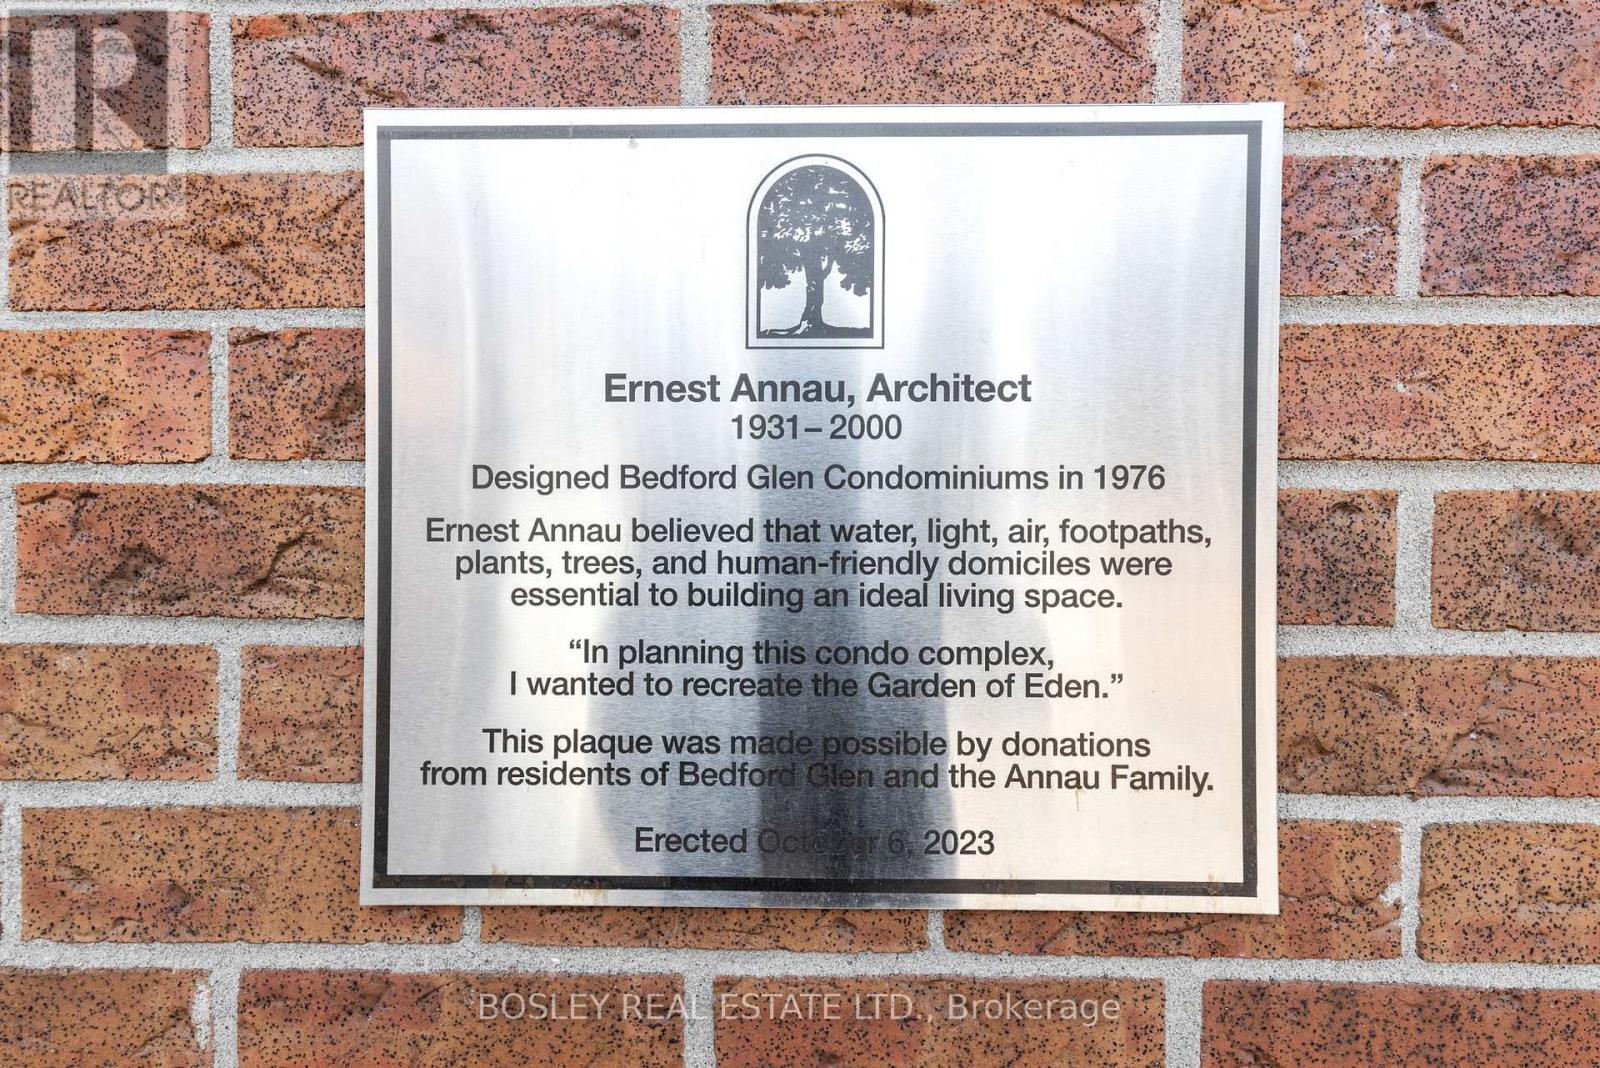 REALTOR
Ernest Annau, Architect
1931–2000
Designed Bedford Glen Condominiums in 1976
Ernest Annau believed that water, light, air, footpaths,
plants, trees, and human-friendly domiciles were
essential to building an ideal living space.
“In planning this condo complex,
I wanted to recreate the Garden of Eden.”
This plaque was made possible by donations
from residents of Bedford Glen and the Annau Family.
Erected October 6, 2023
BOSLEY REAL ESTATE LTD., Brokerage